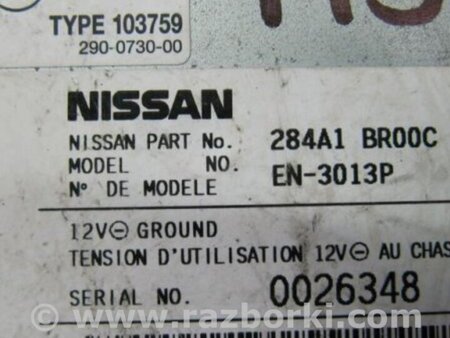 TYPE 103759
290-0730-00
NISSAN
NISSAN PART No. 284A1 BR00C
MODEL NO. EN-3013P
N° DE MODELE
12V⊖ GROUND
TENSION D'UTILISATION 12V⊖ AU CHAS
SERIAL NO. 0026348
www.razborki.com